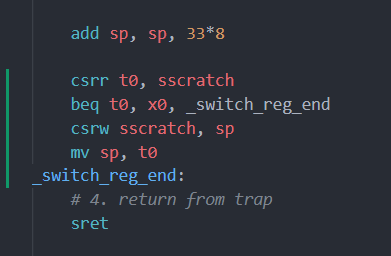 add sp, sp, 33*8
csrr t0, sscratch
beq t0, x0, _switch_reg_end
csrw sscratch, sp
mv sp, t0
_switch_reg_end:
# 4. return from trap
sret